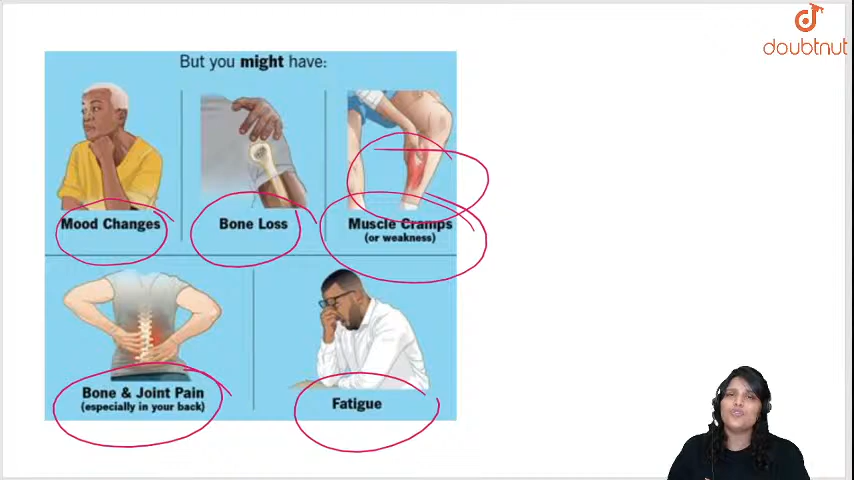 doubtnut
But you might have:
Mood Changes
Bone Loss
Muscle Cramps
(or weakness)
Bone & Joint Pain
(especially in your back)
Fatigue